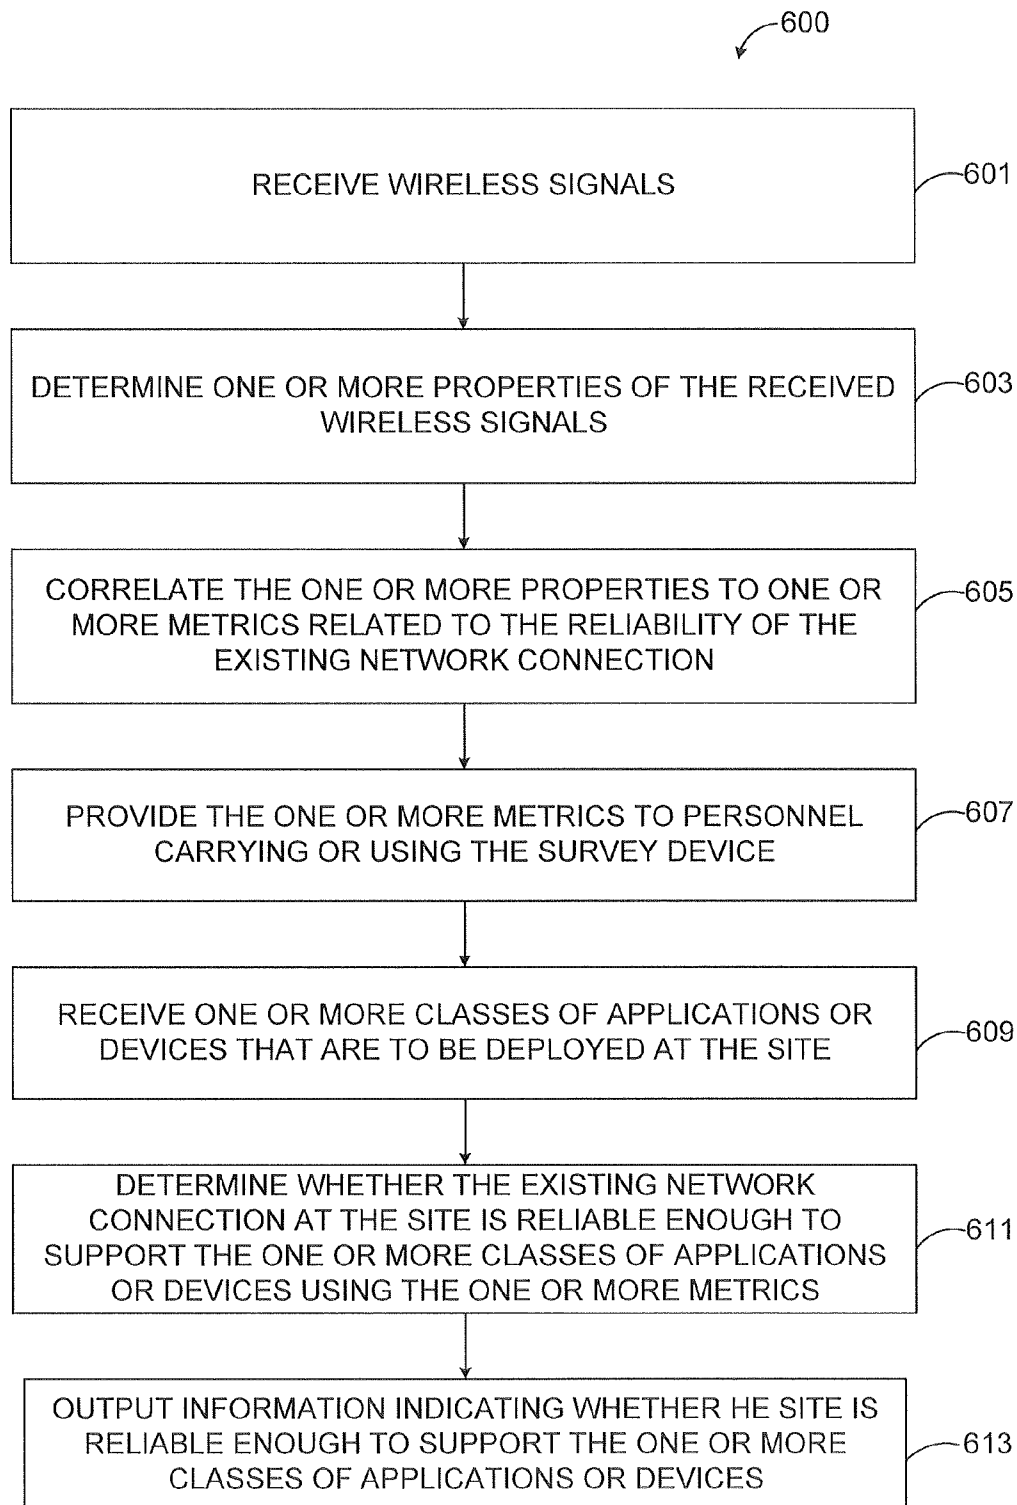 600
RECEIVE WIRELESS SIGNALS
601
DETERMINE ONE OR MORE PROPERTIES OF THE RECEIVED
WIRELESS SIGNALS
603
CORRELATE THE ONE OR MORE PROPERTIES TO ONE OR
MORE METRICS RELATED TO THE RELIABILITY OF THE
EXISTING NETWORK CONNECTION
605
PROVIDE THE ONE OR MORE METRICS TO PERSONNEL
CARRYING OR USING THE SURVEY DEVICE
607
RECEIVE ONE OR MORE CLASSES OF APPLICATIONS OR
DEVICES THAT ARE TO BE DEPLOYED AT THE SITE
609
DETERMINE WHETHER THE EXISTING NETWORK
CONNECTION AT THE SITE IS RELIABLE ENOUGH TO
SUPPORT THE ONE OR MORE CLASSES OF APPLICATIONS
OR DEVICES USING THE ONE OR MORE METRICS
611
OUTPUT INFORMATION INDICATING WHETHER HE SITE IS
RELIABLE ENOUGH TO SUPPORT THE ONE OR MORE
CLASSES OF APPLICATIONS OR DEVICES
613